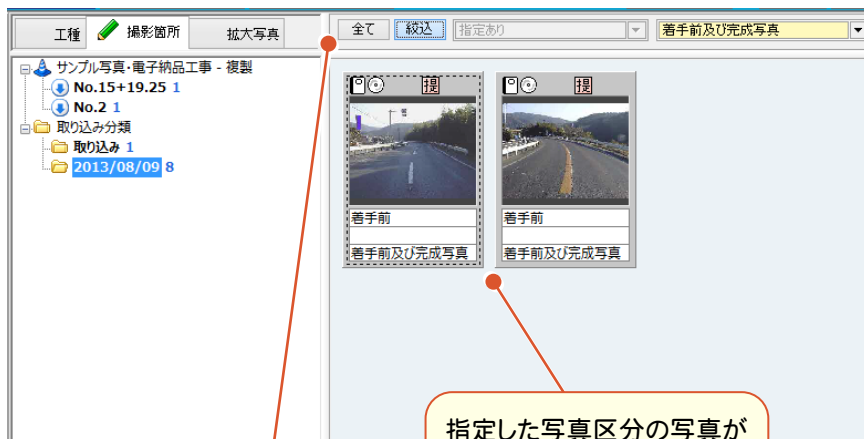 工種
撮影箇所
拡大写真
全て
絞込
指定あり
着手前及び完成写真
サンプル写真・電子納品工事 - 複製
No.15+19.25 1
No.2 1
取り込み分類
取り込み 1
2013/08/09 8
提
着手前
着手前及び完成写真
提
着手前
着手前及び完成写真
指定した写真区分の写真が